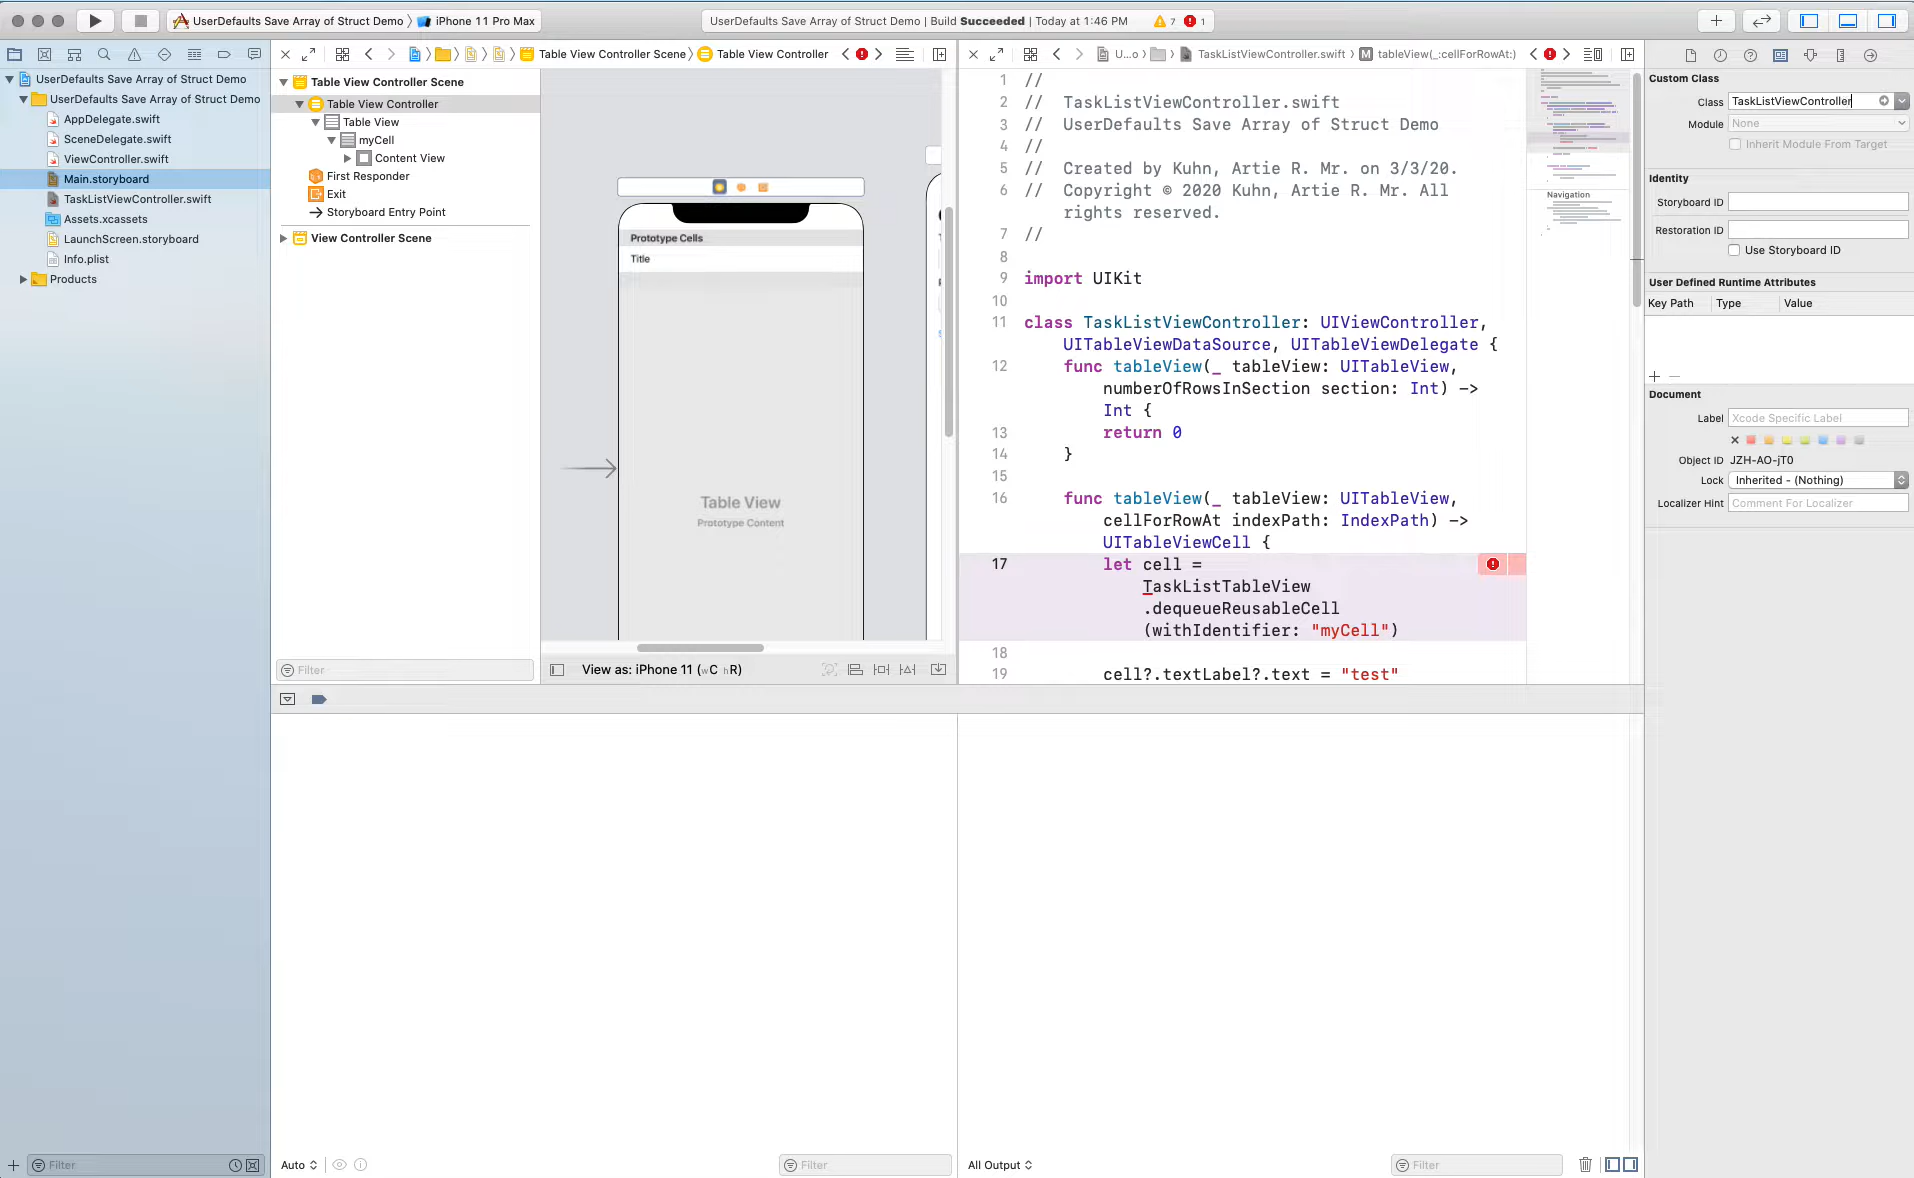 UserDefaults Save Array of Struct Demo
iPhone 11 Pro Max
UserDefaults Save Array of Struct Demo | Build Succeeded | Today at 1:46 PM
7
1
Table View Controller Scene
Table View Controller
U...o
TaskListViewController.swift
M
tableView(_:cellForRowAt:)
UserDefaults Save Array of Struct Demo
UserDefaults Save Array of Struct Demo
AppDelegate.swift
SceneDelegate.swift
ViewController.swift
Main.storyboard
TaskListViewController.swift
Assets.xcassets
LaunchScreen.storyboard
Info.plist
Products
Filter
Table View Controller Scene
Table View Controller
Table View
myCell
Content View
First Responder
Exit
Storyboard Entry Point
View Controller Scene
Filter
Prototype Cells
Title
Table View
Prototype Content
View as: iPhone 11 (wC hR)
1 //
2 // TaskListViewController.swift
3 // UserDefaults Save Array of Struct Demo
4 //
5 // Created by Kuhn, Artie R. Mr. on 3/3/20.
6 // Copyright © 2020 Kuhn, Artie R. Mr. All
rights reserved.
7 //
8
9 import UIKit
10
11 class TaskListViewController: UIViewController,
UITableViewDataSource, UITableViewDelegate {
12 func tableView(_ tableView: UITableView,
numberOfRowsInSection section: Int) ->
Int {
13 return 0
14 }
15
16 func tableView(_ tableView: UITableView,
cellForRowAt indexPath: IndexPath) ->
UITableViewCell {
17 let cell =
TaskListTableView
.dequeueReusableCell
(withIdentifier: "myCell")
18
19 cell?.textLabel?.text = "test"
Navigation
Custom Class
Class TaskListViewController
Module None
Inherit Module From Target
Identity
Storyboard ID
Restoration ID
Use Storyboard ID
User Defined Runtime Attributes
Key Path Type Value
Document
Label Xcode Specific Label
Object ID JZH-AO-jT0
Lock Inherited - (Nothing)
Localizer Hint Comment For Localizer
Auto
Filter
All Output
Filter